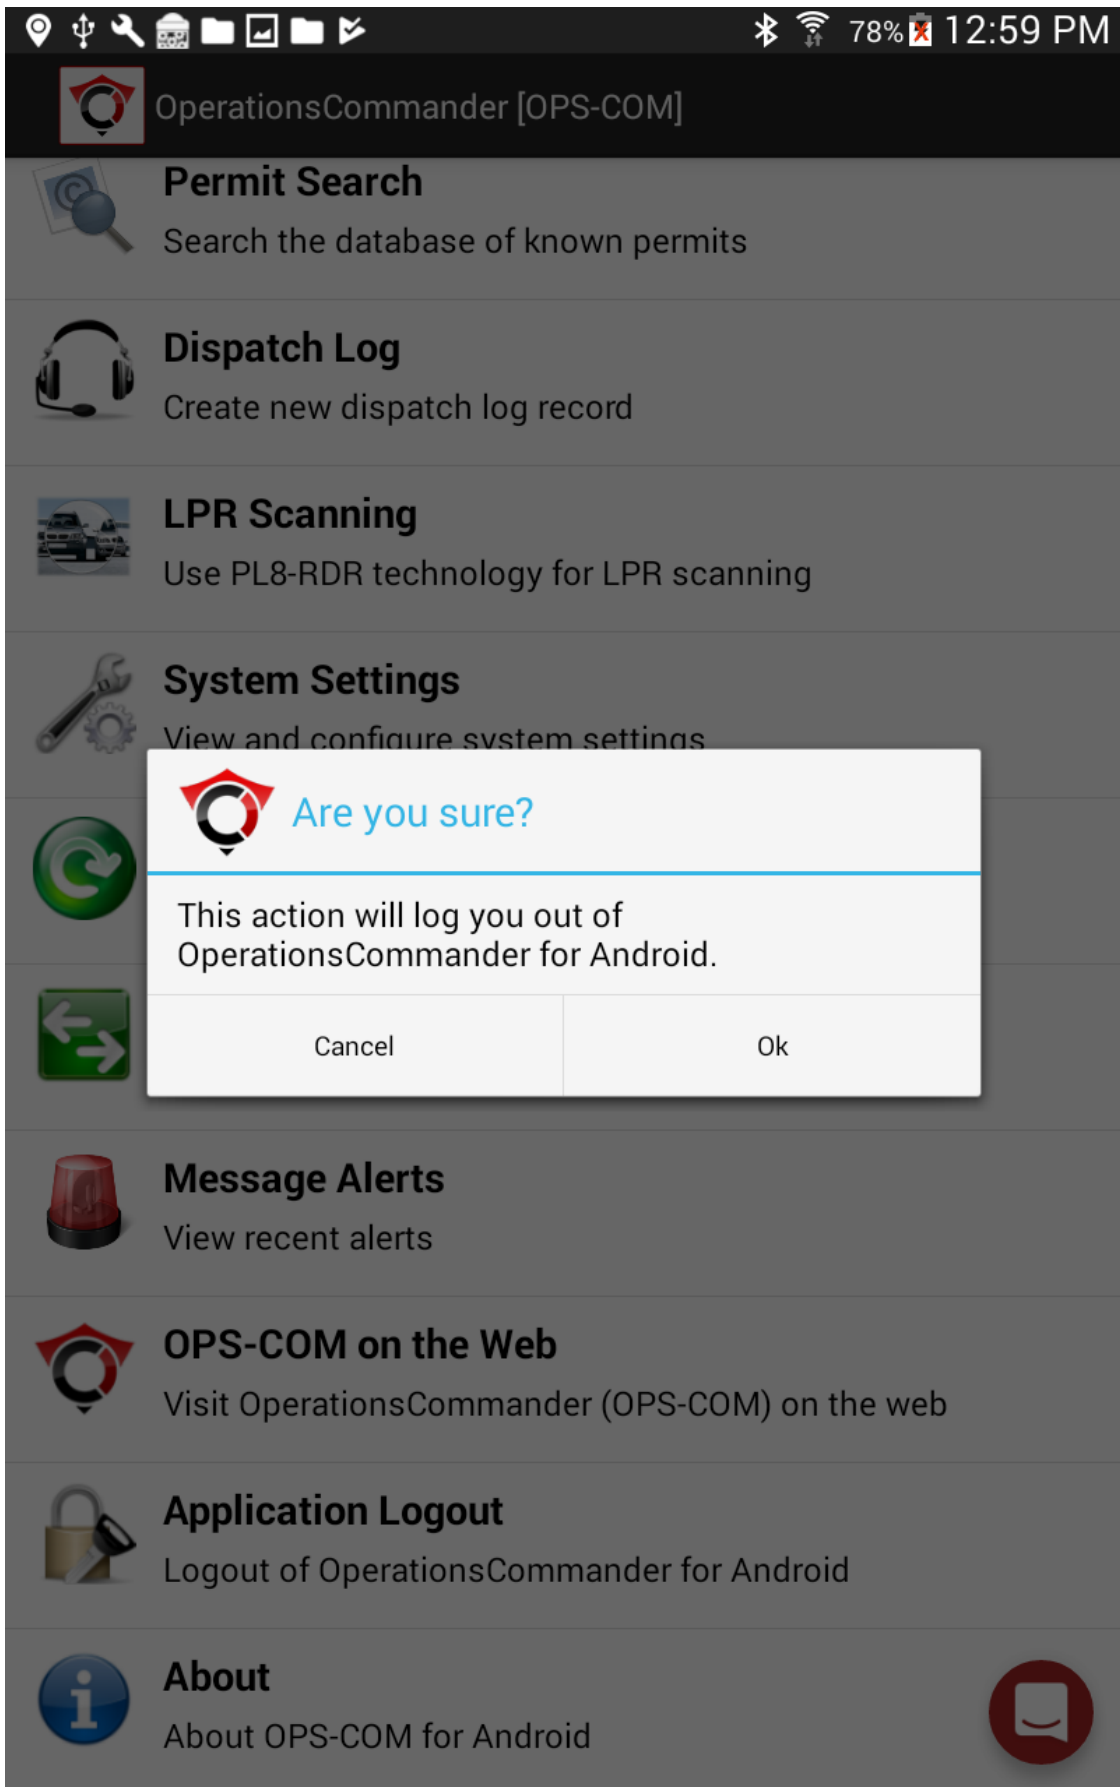 78% 12:59 PM
OperationsCommander [OPS-COM]
Permit Search
Search the database of known permits
Dispatch Log
Create new dispatch log record
LPR Scanning
Use PL8-RDR technology for LPR scanning
System Settings
View and configure system settings
Are you sure?
This action will log you out of
OperationsCommander for Android.
Cancel Ok
Message Alerts
View recent alerts
OPS-COM on the Web
Visit OperationsCommander (OPS-COM) on the web
Application Logout
Logout of OperationsCommander for Android
About
About OPS-COM for Android